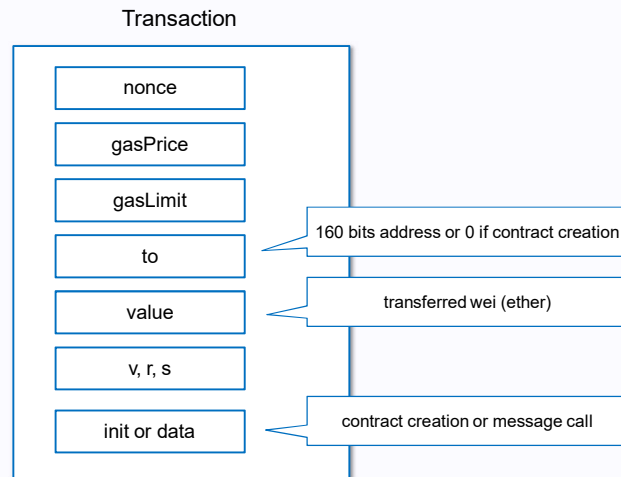 Transaction
nonce
gasPrice
gasLimit
to
160 bits address or 0 if contract creation
value
transferred wei (ether)
v, r, s
init or data
contract creation or message call